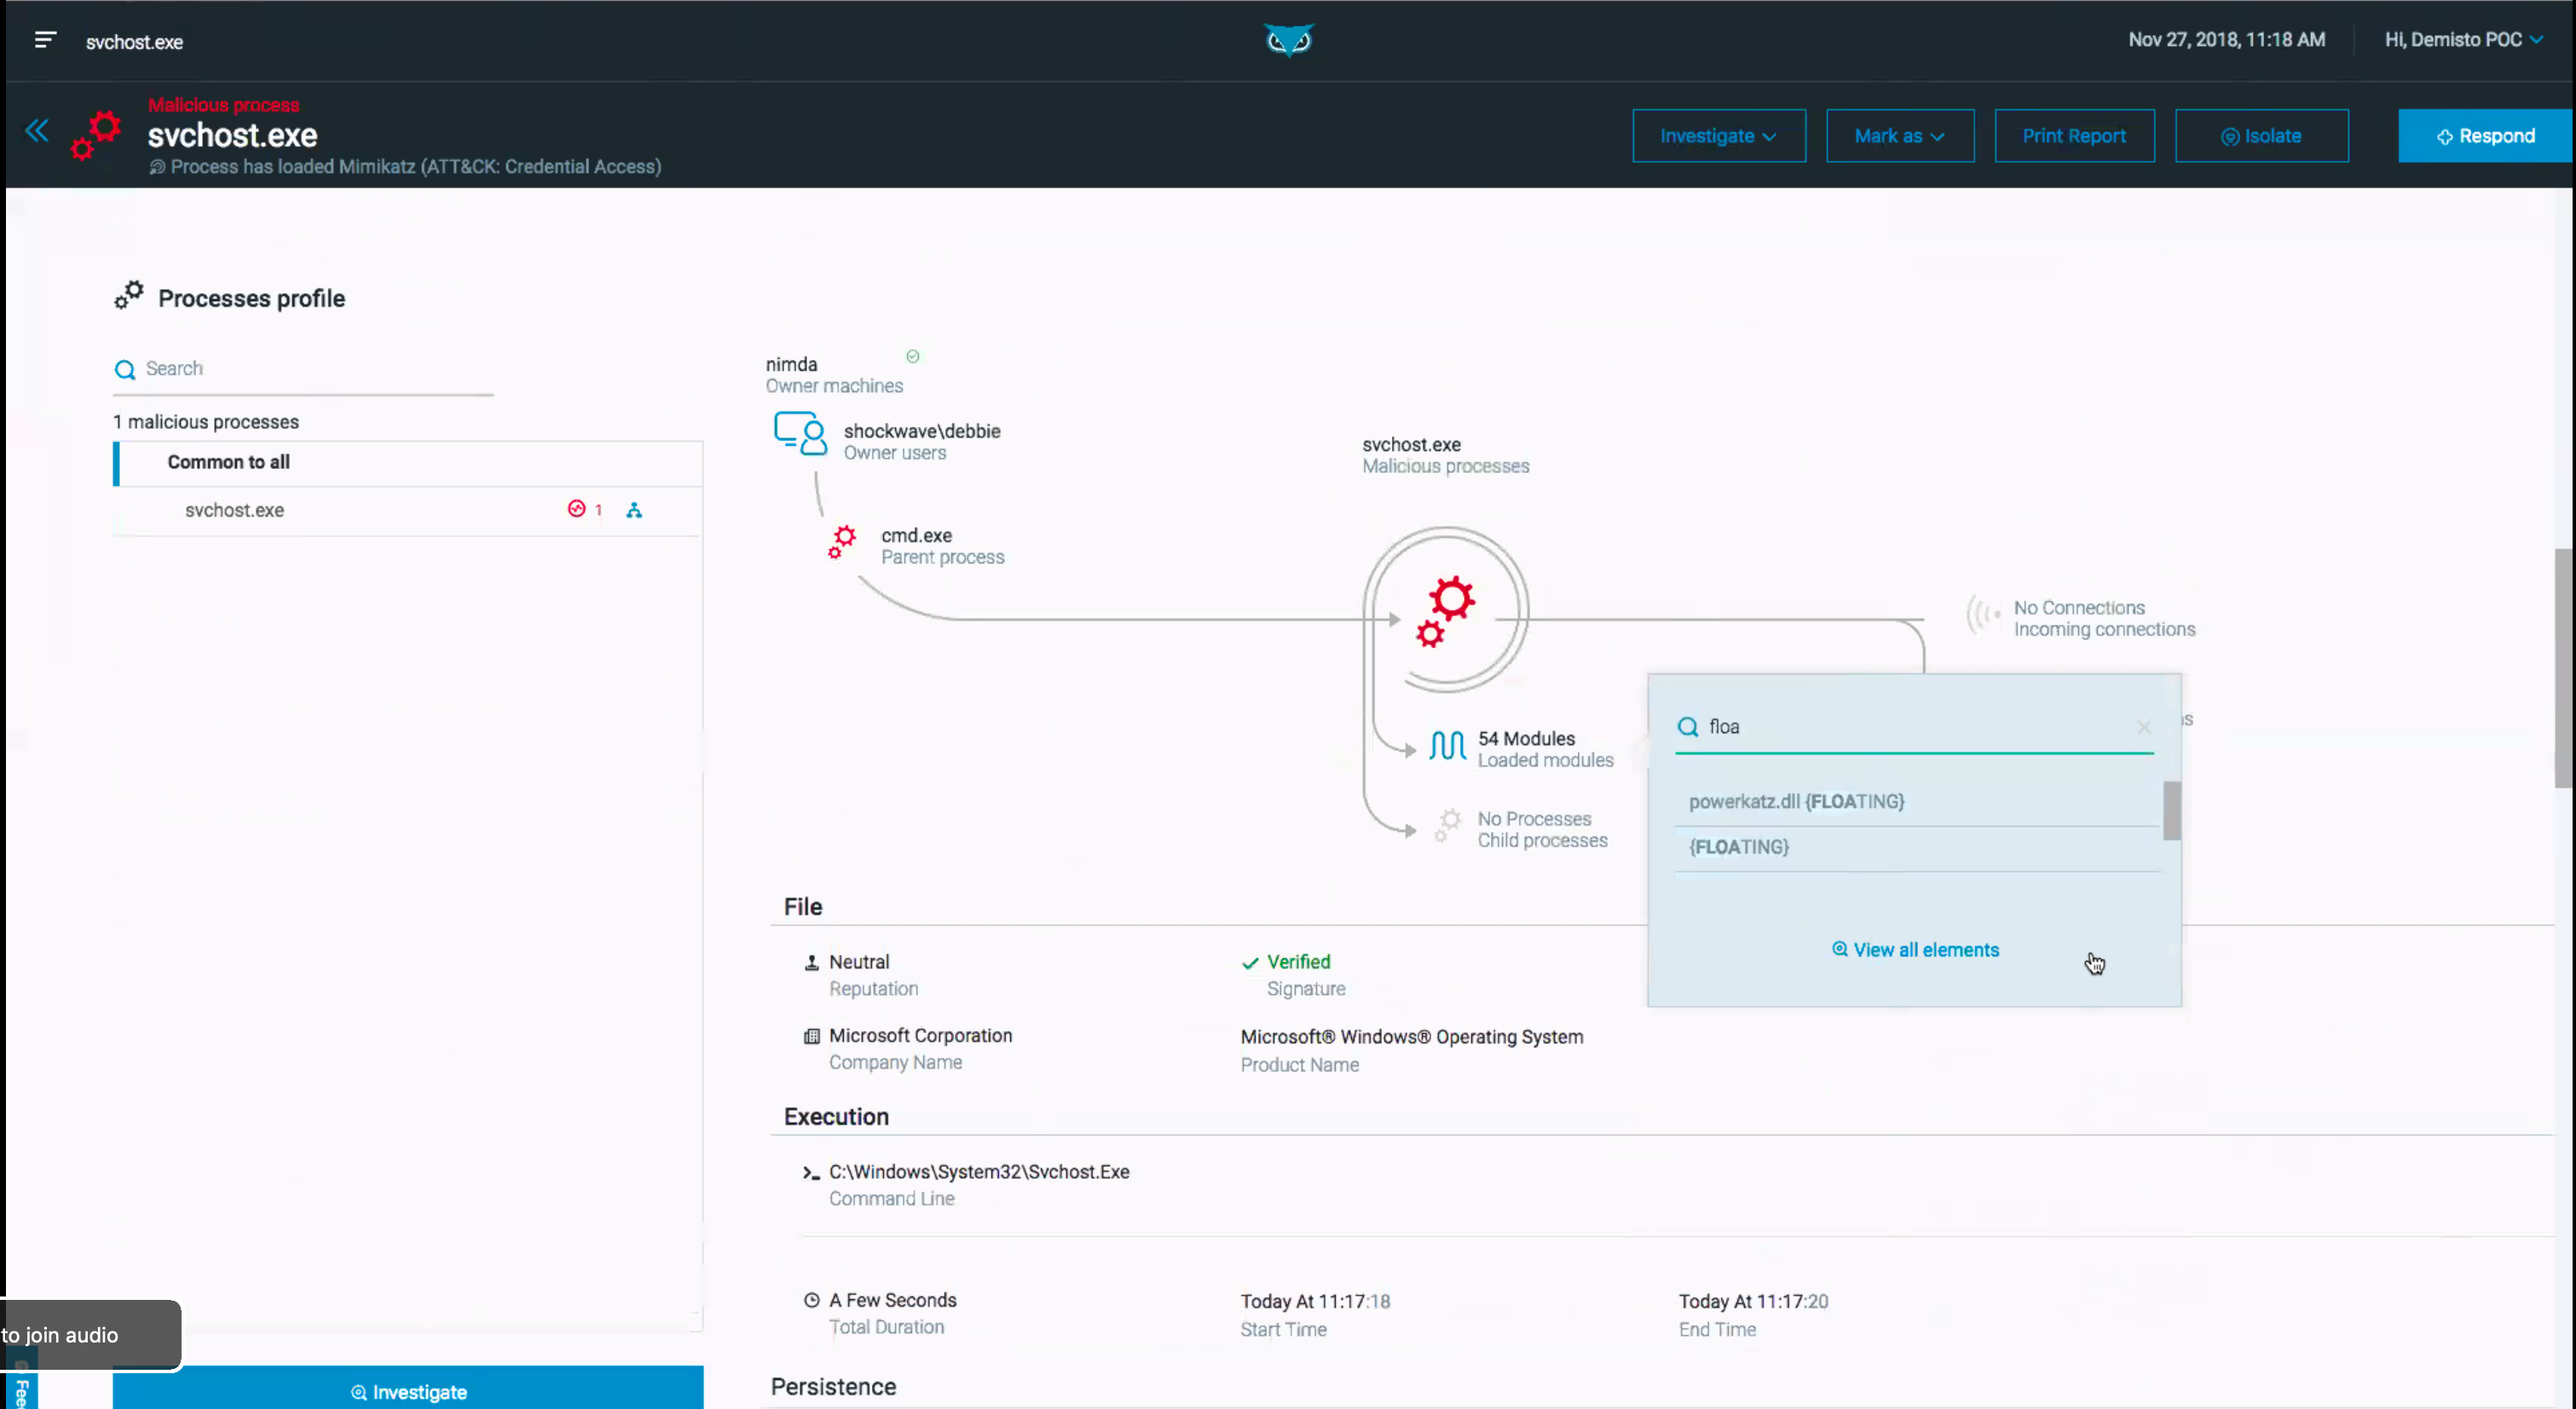 svchost.exe
Nov 27, 2018, 11:18 AM
Hi, Demisto POC
Malicious process
svchost.exe
Process has loaded Mimikatz (ATT&CK: Credential Access)
Investigate
Mark as
Print Report
Isolate
Respond
Processes profile
Search
1 malicious processes
Common to all
svchost.exe
1
nimda
Owner machines
shockwave\debbie
Owner users
cmd.exe
Parent process
svchost.exe
Malicious processes
No Connections
Incoming connections
54 Modules
Loaded modules
No Processes
Child processes
floa
powerkatz.dll {FLOATING}
{FLOATING}
View all elements
File
Neutral
Reputation
Verified
Signature
Microsoft Corporation
Company Name
Microsoft® Windows® Operating System
Product Name
Execution
C:\Windows\System32\Svchost.Exe
Command Line
A Few Seconds
Total Duration
Today At 11:17:18
Start Time
Today At 11:17:20
End Time
Persistence
to join audio
Investigate